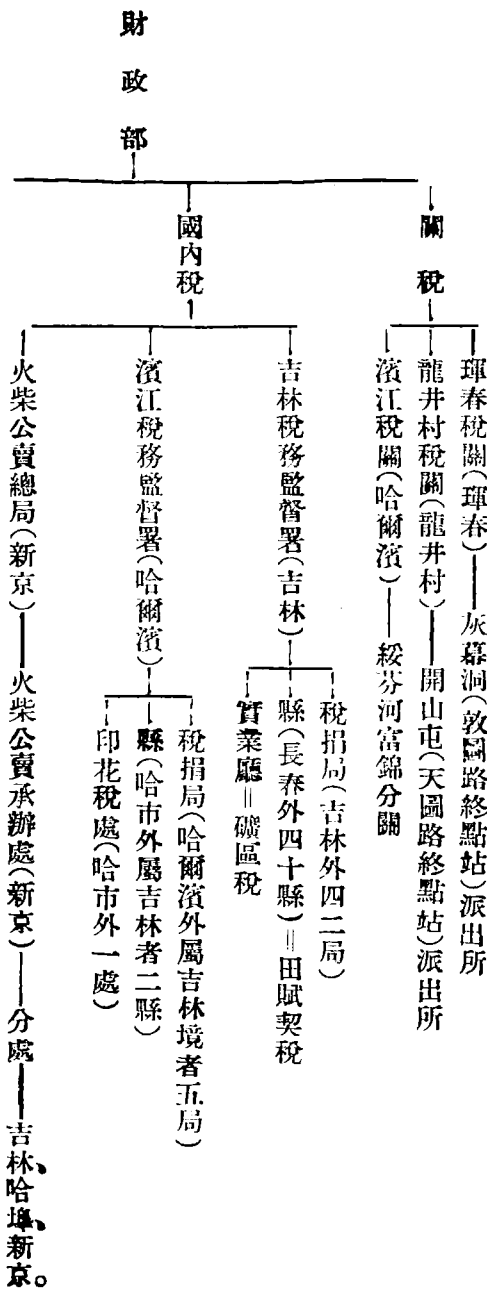 財政部
關稅
琿春稅關(琿春)——灰幕洞(敦圖路終點站)派出所
龍井村稅關(龍井村)——開山屯(天圖路終點站)派出所
濱江稅關(哈爾濱)——綏芬河富錦分關
國內稅
吉林稅務監督署(吉林)
稅捐局(吉林外四二局)
縣(長春外四十縣)=田賦契稅
實業廳=礦區稅
濱江稅務監督署(哈爾濱)
稅捐局(哈爾濱外屬吉林境者五局)
縣(哈市外屬吉林者二縣)
印花稅處(哈市外一處)
火柴公賣總局(新京)——火柴公賣承辦處(新京)——分處——吉林、哈埠、新京。